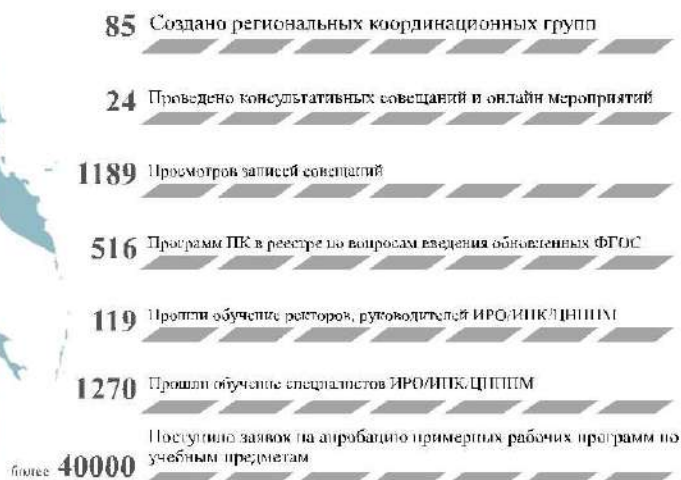 85 Создано региональных координационных групп
24 Проведено консультативных совещаний и онлайн мероприятий
1189 Просмотров записей совещаний
516 Программ ПК в реестре по вопросам введения обновленных ФГОС
119 Прошли обучение ректоров, руководителей ИРО/ИПК/ЦНППМ
1270 Прошли обучение специалистов ИРО/ИПК/ЦНППМ
Поступило заявок на апробацию примерных рабочих программ по
более 40000 учебным предметам